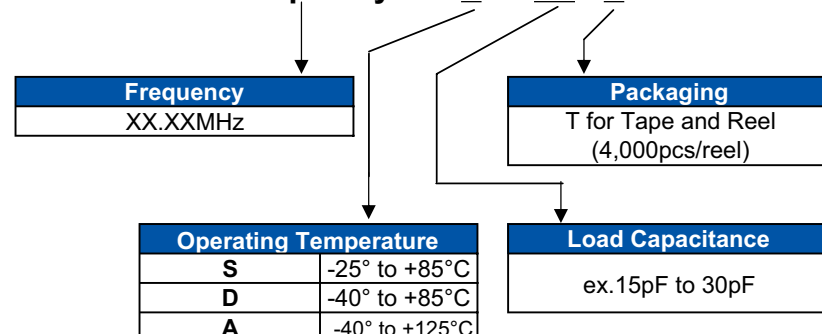 Frequency
XX.XXMHz
Packaging
T for Tape and Reel
(4,000pcs/reel)
Operating Temperature
S -25° to +85°C
D -40° to +85°C
A -40° to +125°C
Load Capacitance
ex.15pF to 30pF